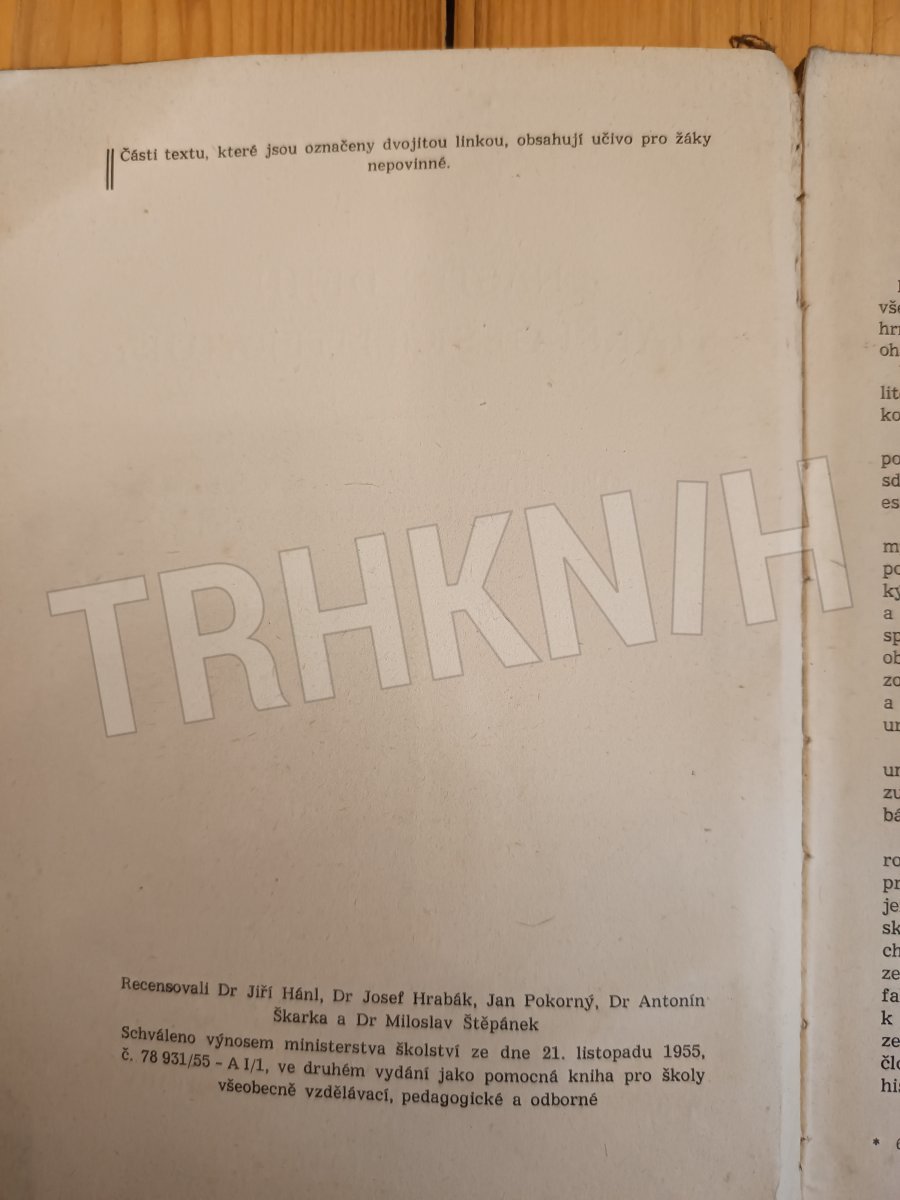 Části textu, které jsou označeny dvojitou linkou, obsahují učivo pro žáky
nepovinné.
TRHKNIH
Recensovali Dr Jiří Hánl, Dr Josef Hrabák, Jan Pokorný, Dr Antonín
Škarka a Dr Miloslav Štěpánek
Schváleno výnosem ministerstva školství ze dne 21. listopadu 1955,
č. 78 931/55 - A I/1, ve druhém vydání jako pomocná kniha pro školy
všeobecně vzdělávací, pedagogické a odborné